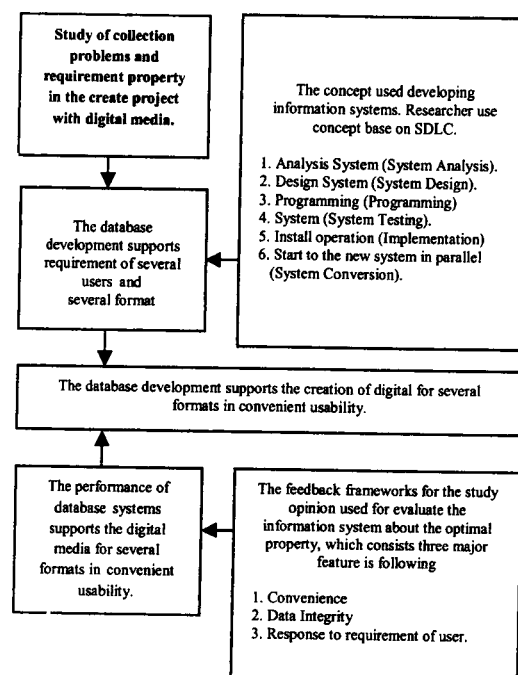 Study of collection
problems and
requirement property
in the create project
with digital media.
The concept used developing
information systems. Researcher use
concept base on SDLC.
1. Analysis System (System Analysis).
2. Design System (System Design).
3. Programming (Programming)
4. System (System Testing).
5. Install operation (Implementation)
6. Start to the new system in parallel
(System Conversion).
The database
development supports
requirement of several
users and
several format
The database development supports the creation of digital for several
formats in convenient usability.
The performance of
database systems
supports the digital
media for several
formats in convenient
usability.
The feedback frameworks for the study
opinion used for evaluate the
information system about the optimal
property, which consists three major
feature is following
1. Convenience
2. Data Integrity
3. Response to requirement of user.